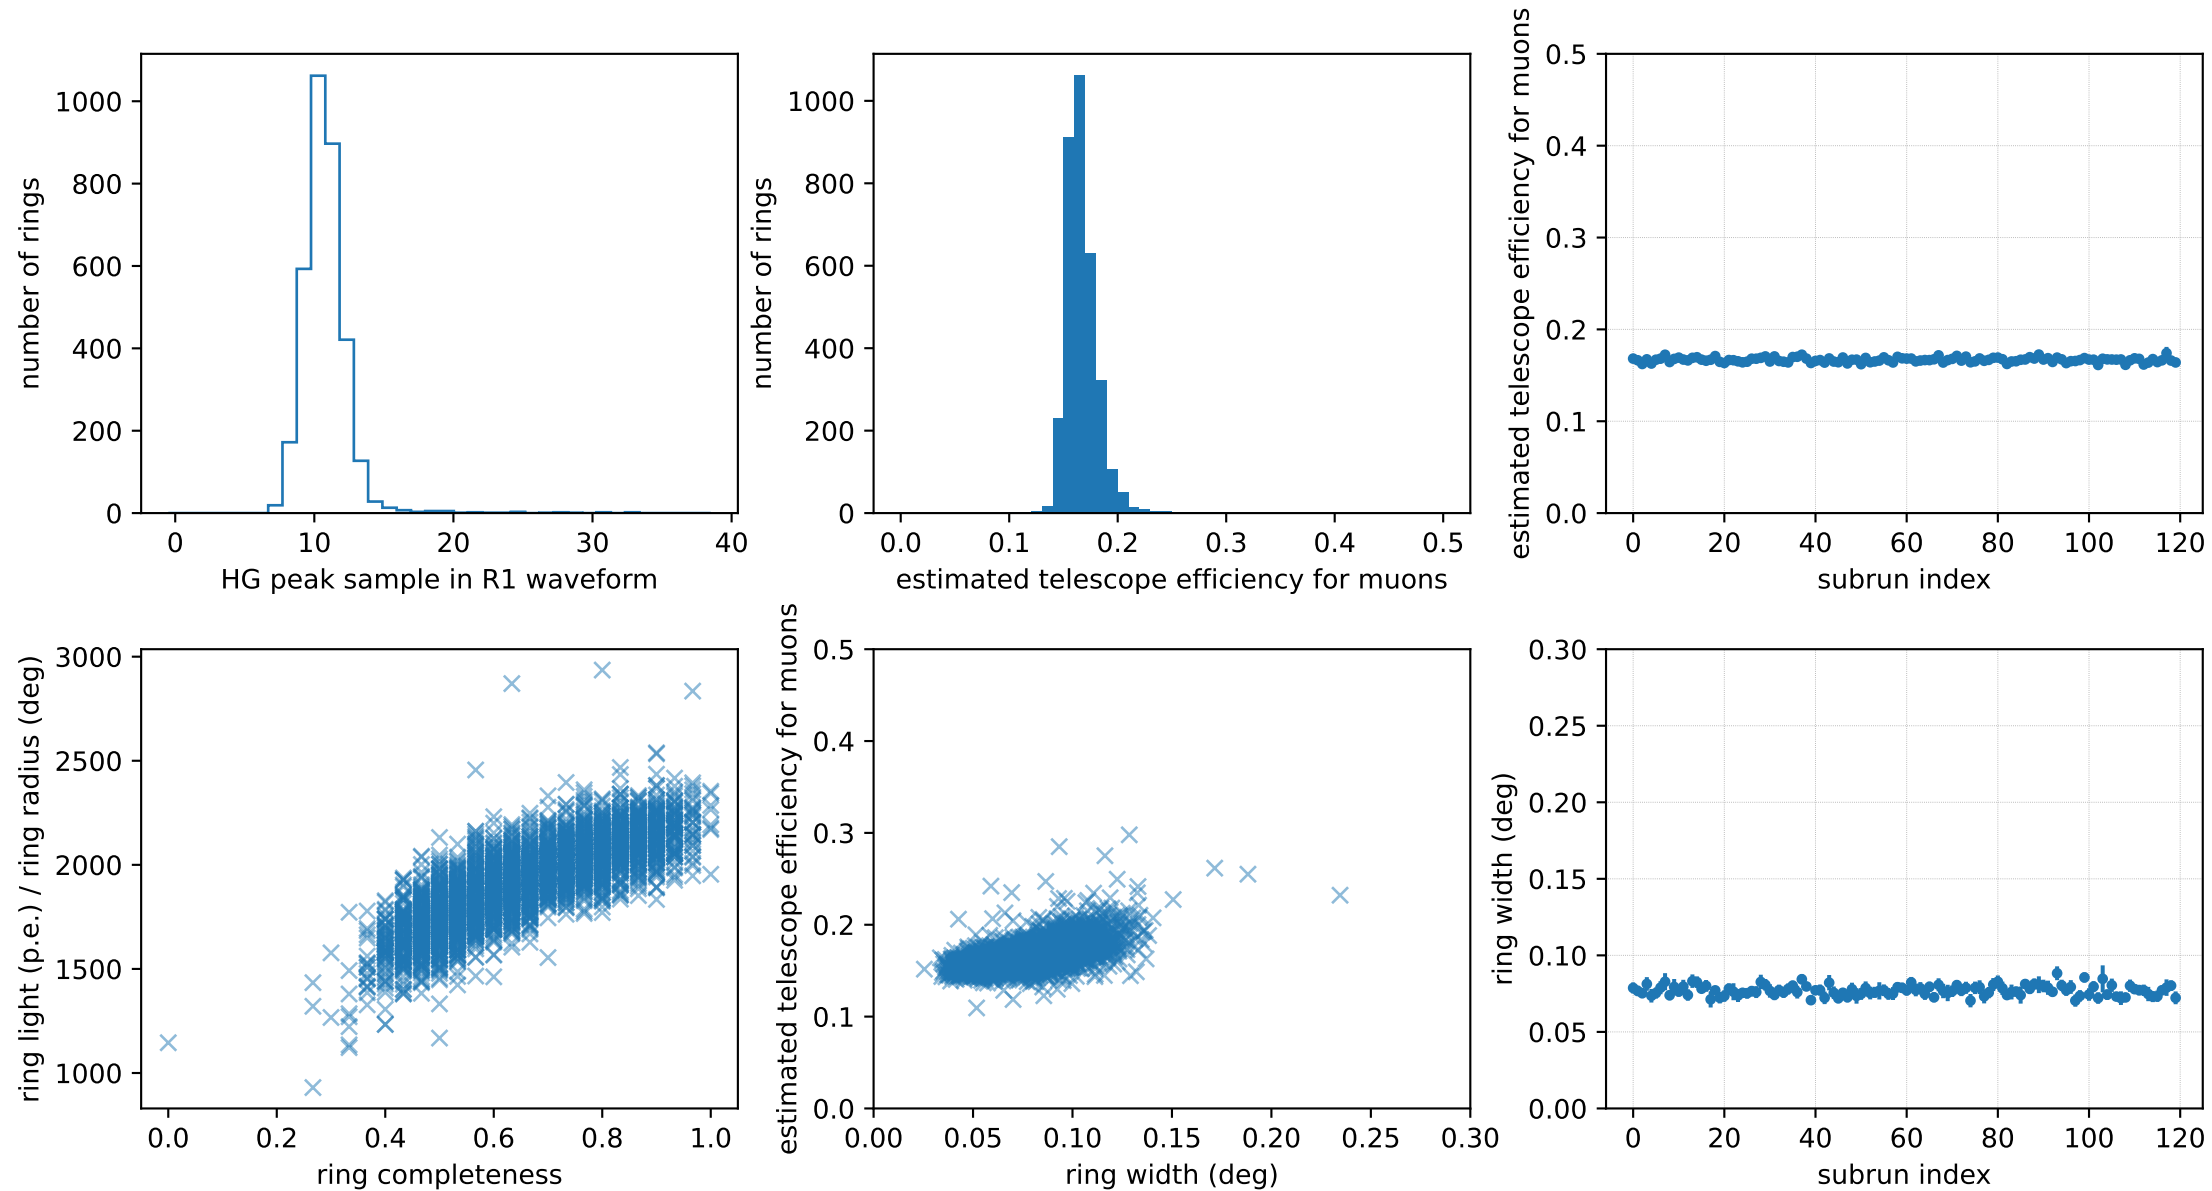 number of rings
1000
800
600
400
200
0
0 10 20 30 40
HG peak sample in R1 waveform
number of rings
1000
800
600
400
200
0
0.0 0.1 0.2 0.3 0.4 0.5
estimated telescope efficiency for muons
estimated telescope efficiency for muons
0.5
0.4
0.3
0.2
0.1
0.0
0 20 40 60 80 100 120
subrun index
ring light (p.e.) / ring radius (deg)
3000
2500
2000
1500
1000
0.0 0.2 0.4 0.6 0.8 1.0
ring completeness
estimated telescope efficiency for muons
0.5
0.4
0.3
0.2
0.1
0.0
0.00 0.05 0.10 0.15 0.20 0.25 0.30
ring width (deg)
ring width (deg)
0.30
0.25
0.20
0.15
0.10
0.05
0.00
0 20 40 60 80 100 120
subrun index